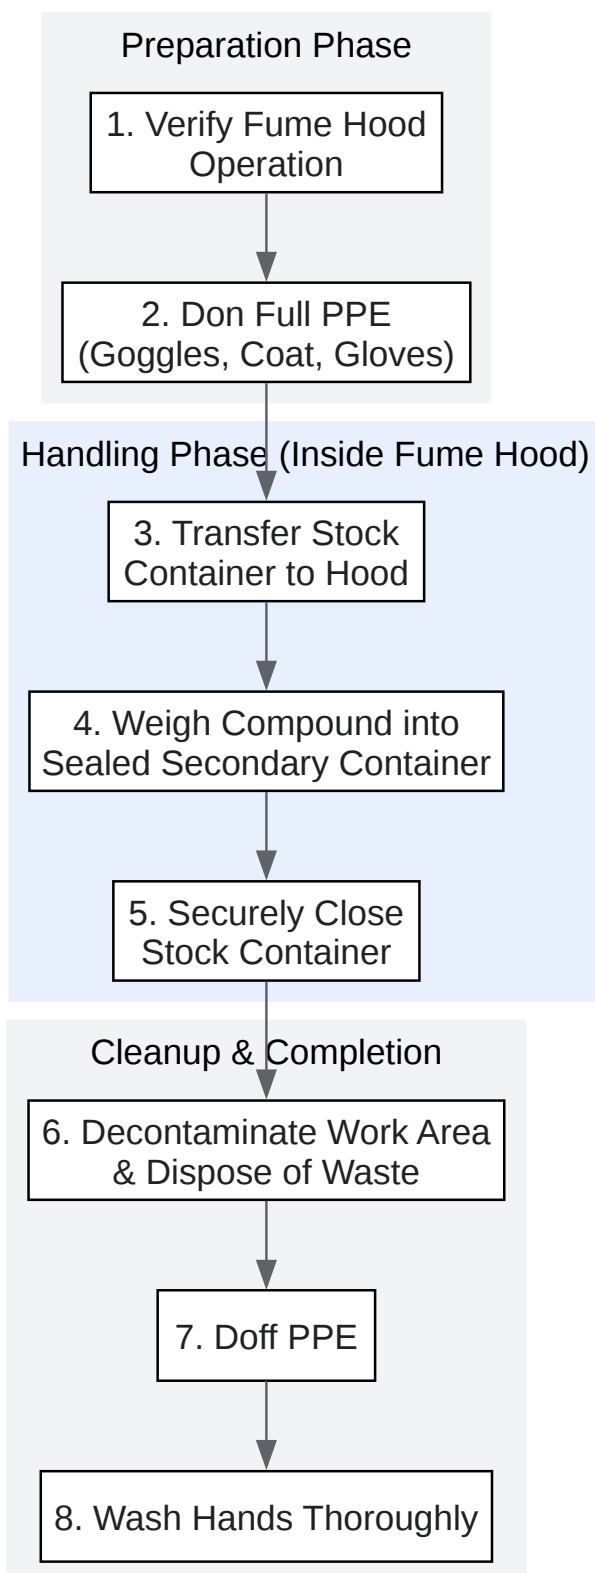 Preparation Phase
1. Verify Fume Hood
Operation
2. Don Full PPE
(Goggles, Coat, Gloves)
Handling Phase (Inside Fume Hood)
3. Transfer Stock
Container to Hood
4. Weigh Compound into
Sealed Secondary Container
5. Securely Close
Stock Container
Cleanup & Completion
6. Decontaminate Work Area
& Dispose of Waste
7. Doff PPE
8. Wash Hands Thoroughly